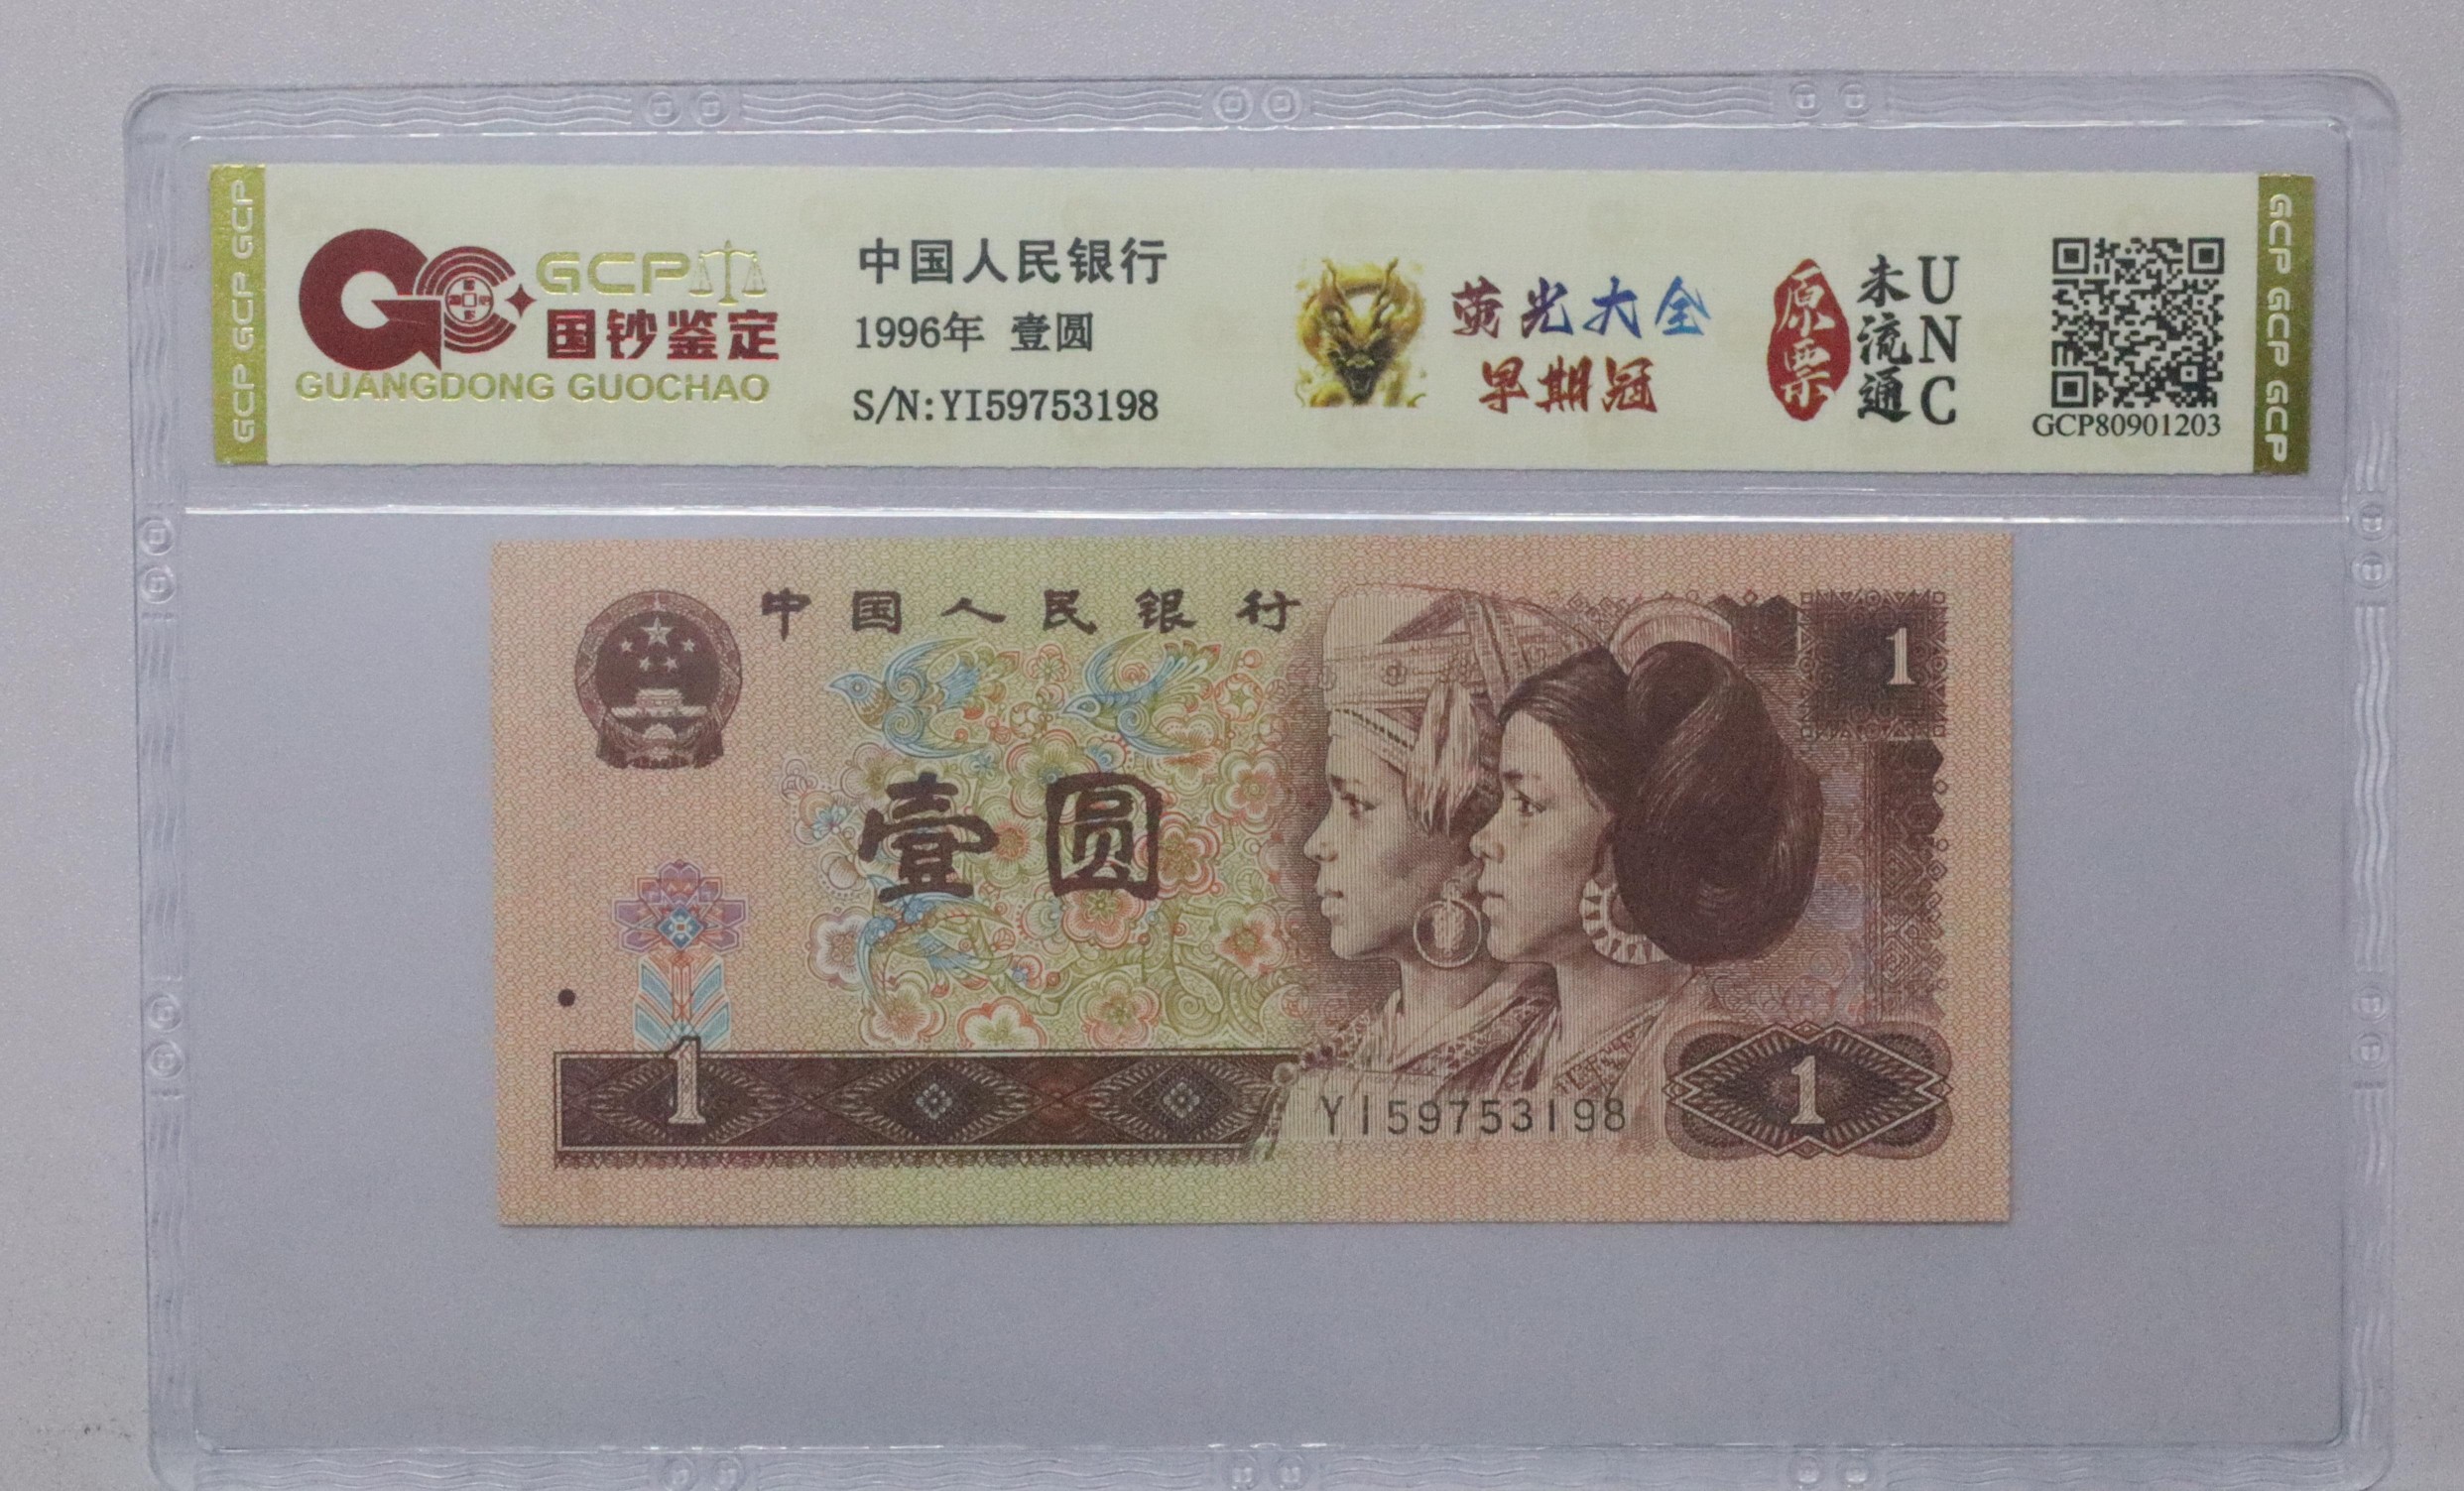 GCP GCP GCP
GCP
国钞鉴定
GUANGDONG GUOCHAO
中国人民银行
1996年 壹圆
S/N:YI59753198
荧光大全
早期冠
原票
未流通
UNC
GCP80901203
GCP GCP GCP
中国人民银行
1
壹圆
1
YI59753198
1